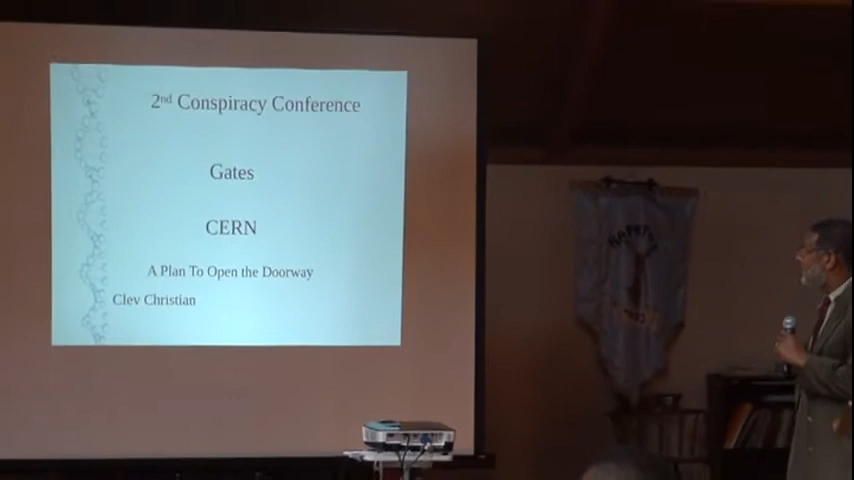 2nd Conspiracy Conference
Gates
CERN
A Plan To Open the Doorway
Clev Christian